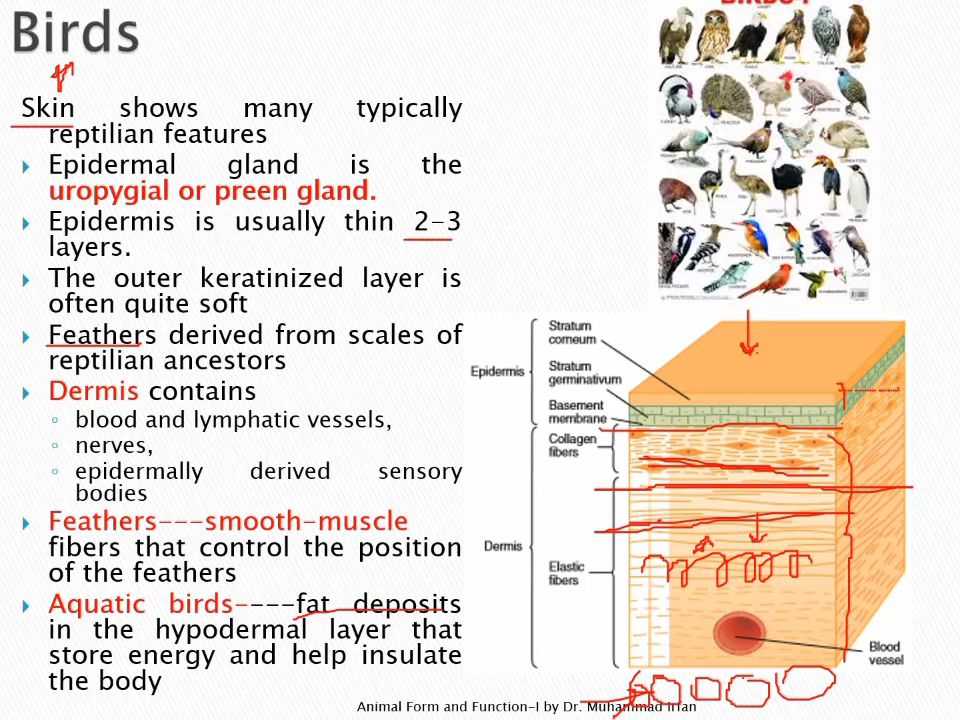 Birds
Skin shows many typically
reptilian features
Epidermal gland is the
uropygial or preen gland.
Epidermis is usually thin 2-3
layers.
The outer keratinized layer is
often quite soft
Feathers derived from scales of
reptilian ancestors
Dermis contains
blood and lymphatic vessels,
nerves,
epidermally derived sensory
bodies
Feathers---smooth-muscle
fibers that control the position
of the feathers
Aquatic birds----fat deposits
in the hypodermal layer that
store energy and help insulate
the body
Epidermis
Stratum
corneum
Stratum
germinativum
Basement
membrane
Collagen
fibers
Dermis
Elastic
fibers
Blood
vessel
Animal Form and Function-I by Dr. Muhammad Irfan